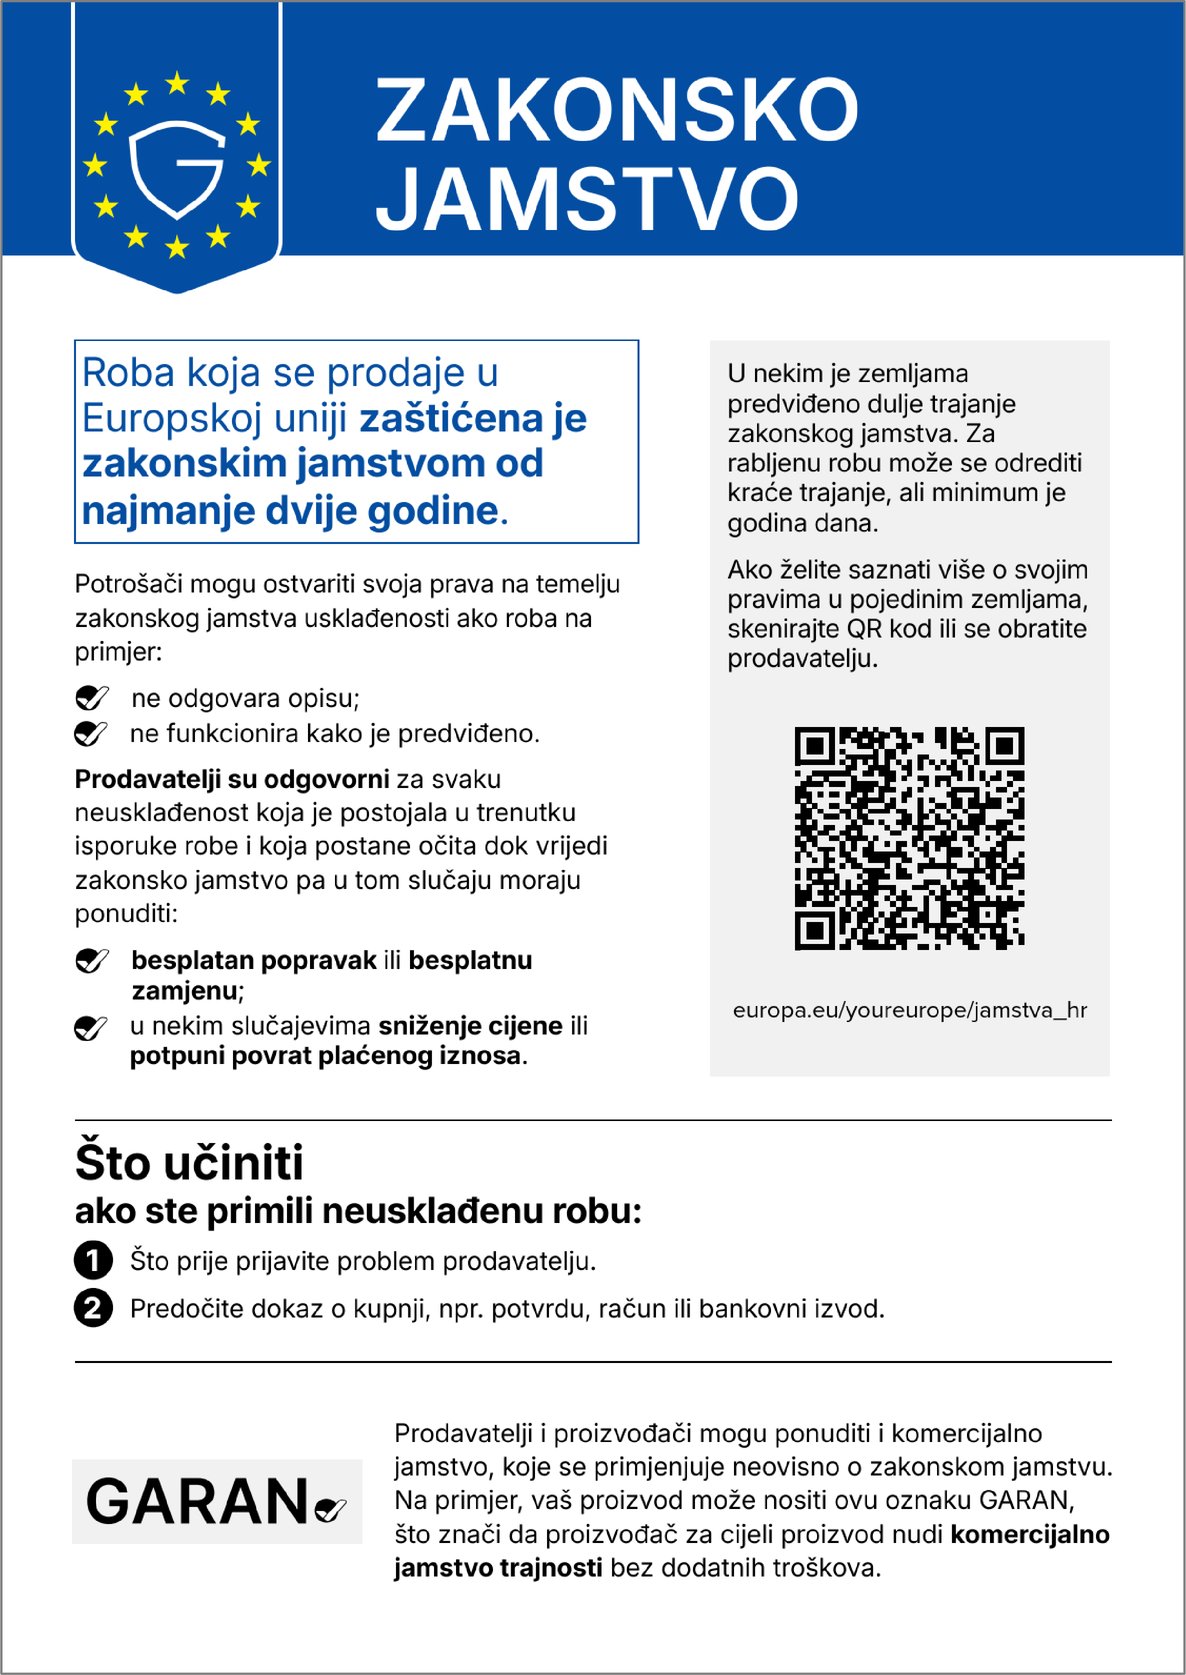 ZAKONSKO
JAMSTVO
Roba koja se prodaje u
Europskoj uniji zaštićena je
zakonskim jamstvom od
najmanje dvije godine.
Potrošači mogu ostvariti svoja prava na temelju
zakonskog jamstva usklađenosti ako roba na
primjer:
ne odgovara opisu;
ne funkcionira kako je predviđeno.
Prodavatelji su odgovorni za svaku
neusklađenost koja je postojala u trenutku
isporuke robe i koja postane očita dok vrijedi
zakonsko jamstvo pa u tom slučaju moraju
ponuditi:
besplatan popravak ili besplatnu
zamjenu;
u nekim slučajevima sniženje cijene ili
potpuni povrat plaćenog iznosa.
U nekim je zemljama
predviđeno dulje trajanje
zakonskog jamstva. Za
rabljenu robu može se odrediti
kraće trajanje, ali minimum je
godina dana.
Ako želite saznati više o svojim
pravima u pojedinim zemljama,
skenirajte QR kod ili se obratite
prodavatelju.
europa.eu/youreurope/jamstva_hr
Što učiniti
ako ste primili neusklađenu robu:
1 Što prije prijavite problem prodavatelju.
2 Predočite dokaz o kupnji, npr. potvrdu, račun ili bankovni izvod.
GARAN
Prodavatelji i proizvođači mogu ponuditi i komercijalno
jamstvo, koje se primjenjuje neovisno o zakonskom jamstvu.
Na primjer, vaš proizvod može nositi ovu oznaku GARAN,
što znači da proizvođač za cijeli proizvod nudi komercijalno
jamstvo trajnosti bez dodatnih troškova.